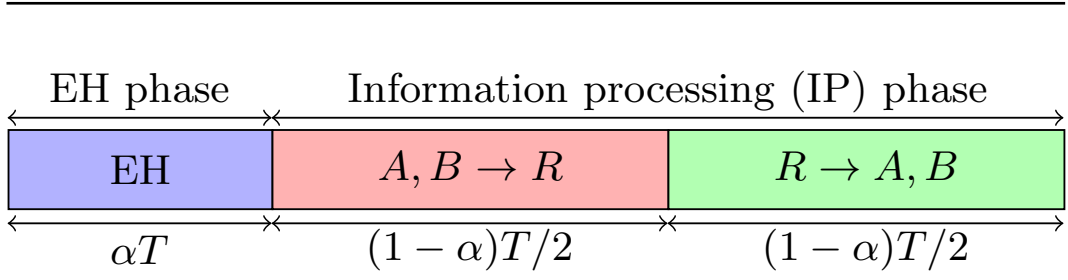 EH phase Information processing (IP) phase
EH A, B → R R → A, B
αT (1 − α)T/2 (1 − α)T/2